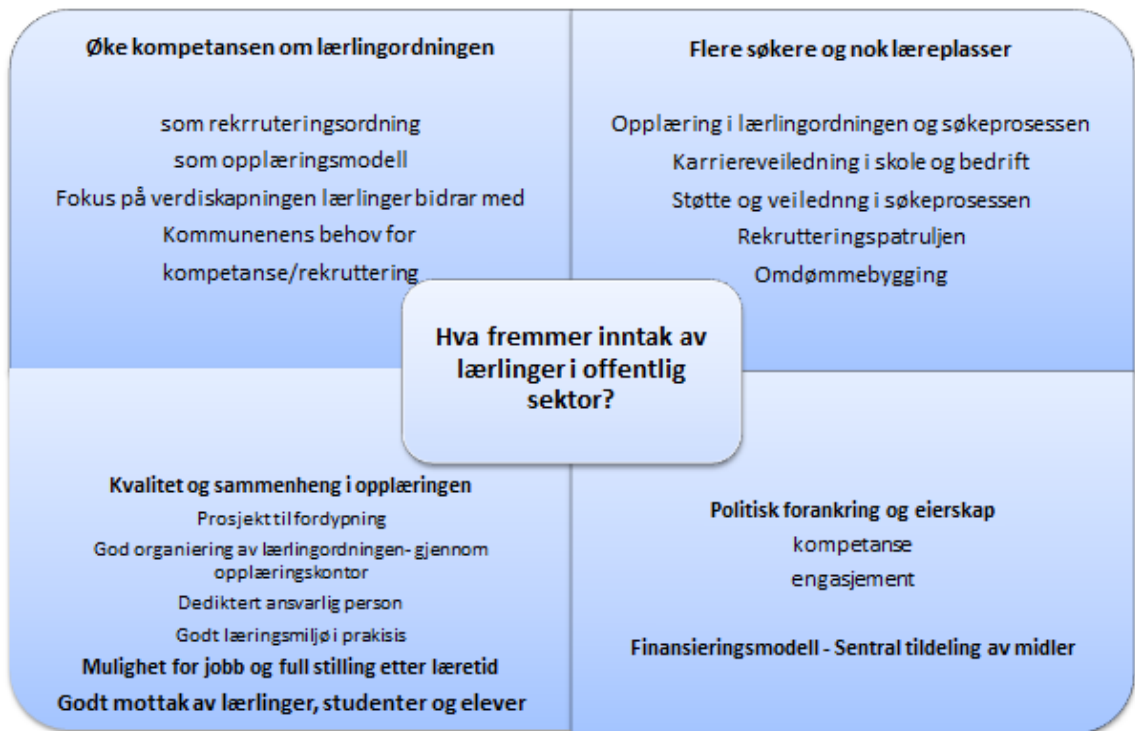 Øke kompetansen om lærlingordningen
som rekrruteringsordning
som opplæringsmodell
Fokus på verdiskapningen lærlinger bidrar med
Kommunenens behov for
kompetanse/rekruttering
Flere søkere og nok læreplasser
Opplæring i lærlingordningen og søkeprosessen
Karriereveiledning i skole og bedrift
Støtte og veilednng i søkeprosessen
Rekrutteringspatruljen
Omdømmebygging
Hva fremmer inntak av
lærlinger i offentlig
sektor?
Kvalitet og sammenheng i opplæringen
Prosjekt til fordypning
God organiering av lærlingordningen- gjennom
opplæringskontor
Dediktert ansvarlig person
Godt læringsmiljø i prakisis
Mulighet for jobb og full stilling etter læretid
Godt mottak av lærlinger, studenter og elever
Politisk forankring og eierskap
kompetanse
engasjement
Finansieringsmodell - Sentral tildeling av midler